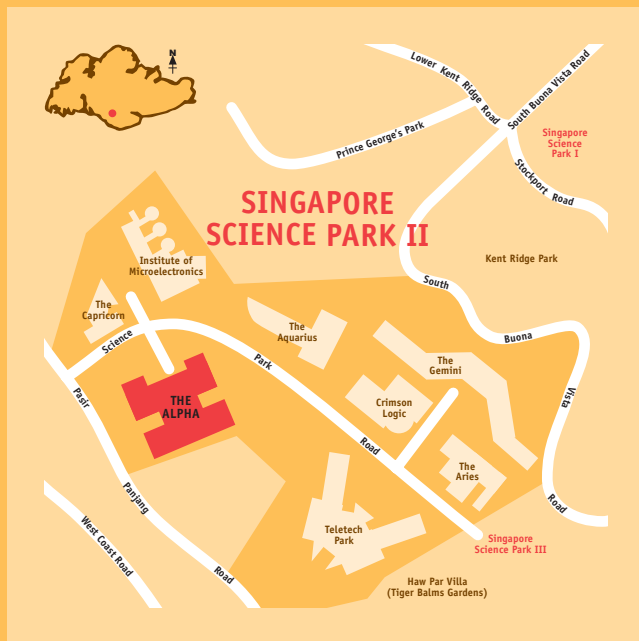 N
Lower Kent Ridge Road
South Buona Vista Road
Prince George's Park
Singapore
Science
Park I
Stockport Road
SINGAPORE
SCIENCE PARK II
Kent Ridge Park
Institute of
Microelectronics
South
Buona
Vista
Road
The
Capricorn
Science
Park
Road
The
Aquarius
The
Gemini
Crimson
Logic
THE
ALPHA
The
Aries
Teletech
Park
Pasir
Panjang
Road
West Coast Road
Singapore
Science Park III
Haw Par Villa
(Tiger Balms Gardens)